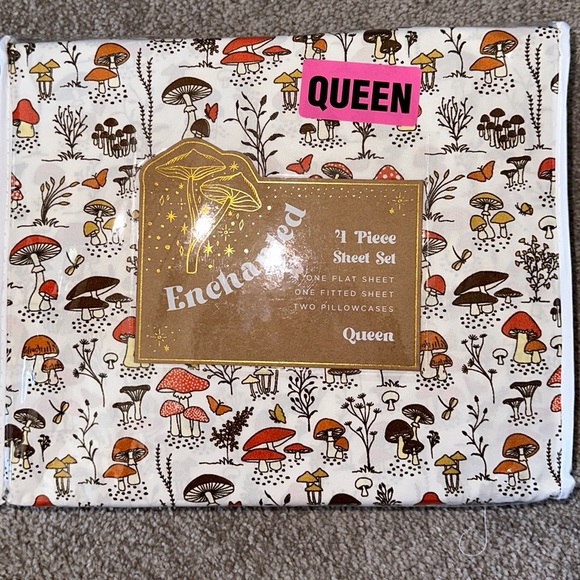 QUEEN
Enchanted
4 Piece
Sheet Set
ONE FLAT SHEET
ONE FITTED SHEET
TWO PILLOWCASES
Queen